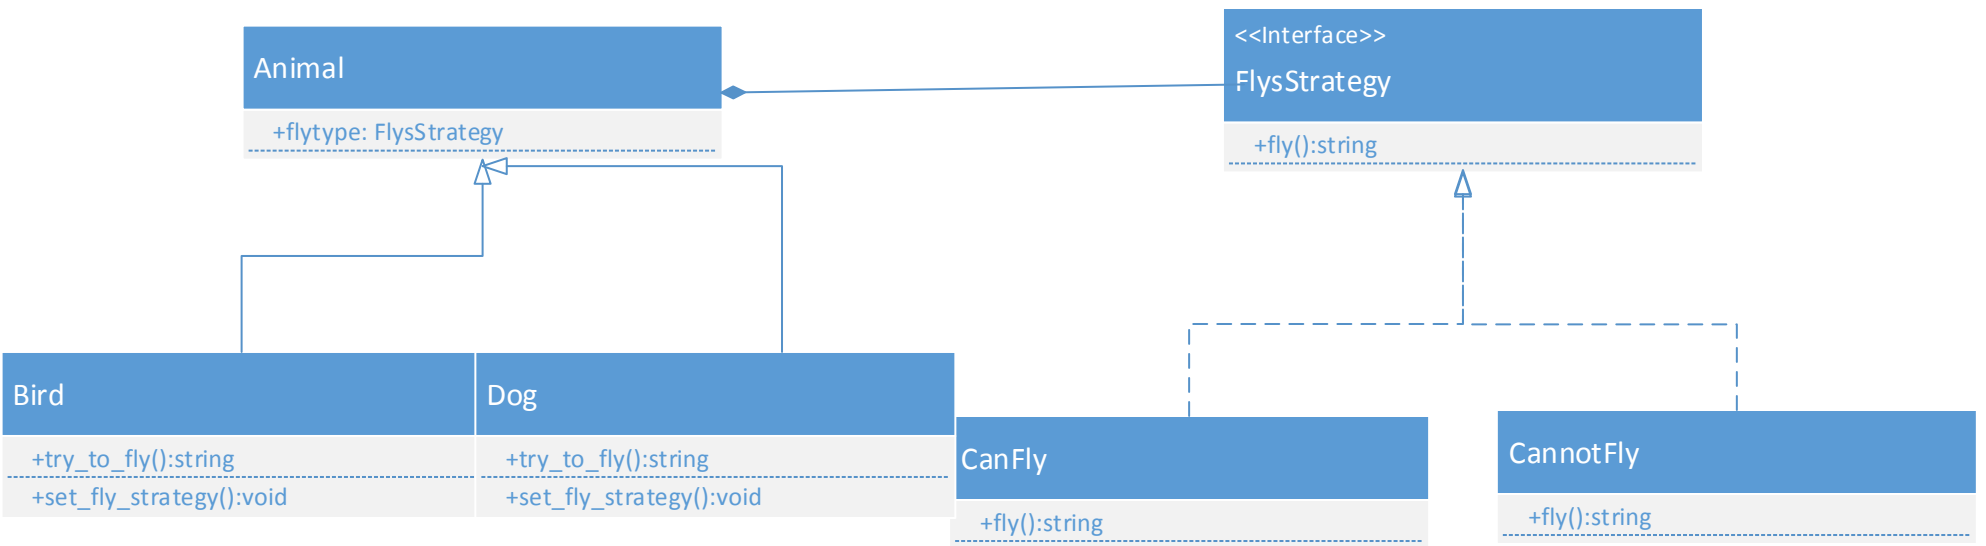 Animal
+flytype: FlysStrategy
<<Interface>>
FlysStrategy
+fly():string
Bird
+try_to_fly():string
+set_fly_strategy():void
Dog
+try_to_fly():string
+set_fly_strategy():void
CanFly
+fly():string
CannotFly
+fly():string